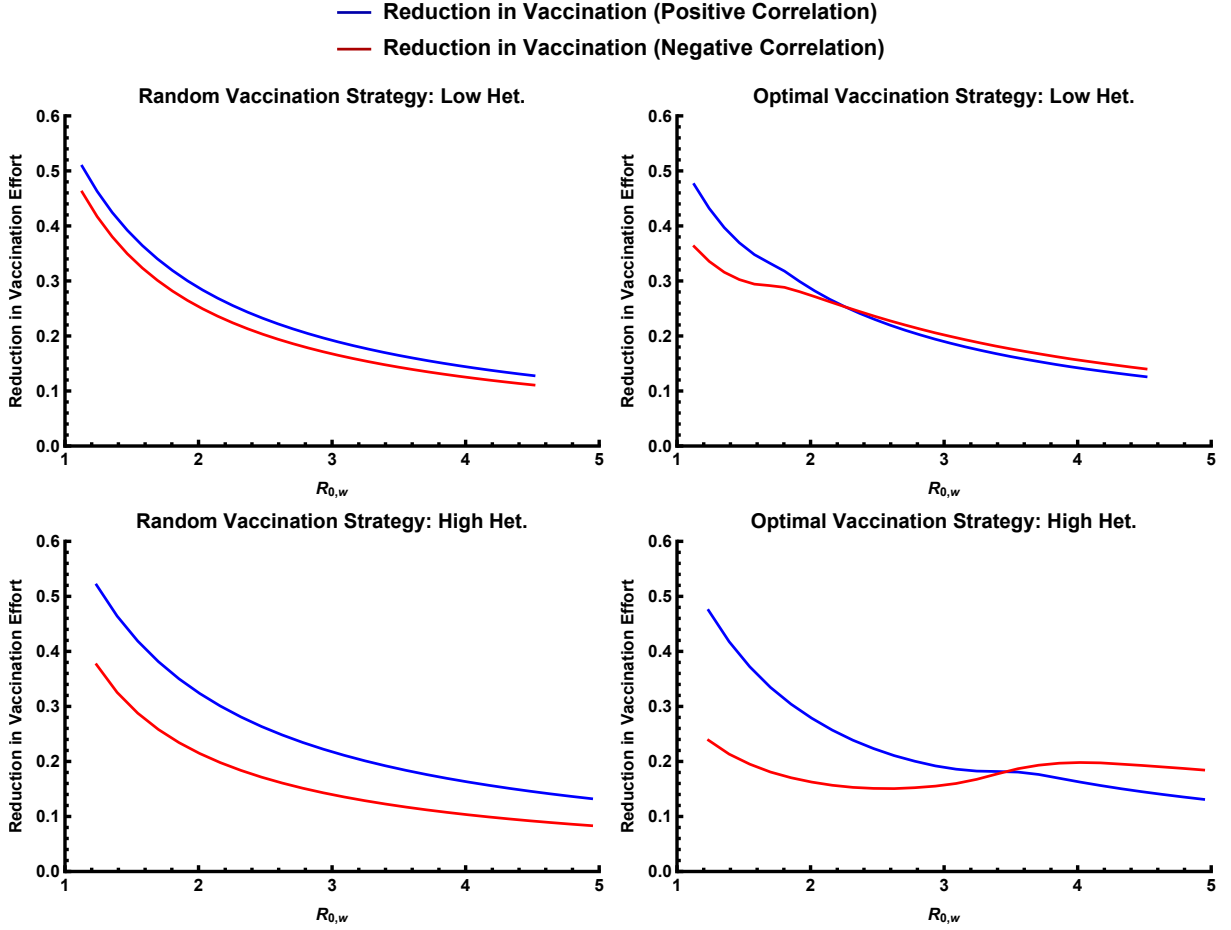 Reduction in Vaccination (Positive Correlation)
Reduction in Vaccination (Negative Correlation)
Random Vaccination Strategy: Low Het.
Reduction in Vaccination Effort
0.6
0.5
0.4
0.3
0.2
0.1
0.0
1 2 3 4 5
R0,w
Optimal Vaccination Strategy: Low Het.
Reduction in Vaccination Effort
0.6
0.5
0.4
0.3
0.2
0.1
0.0
1 2 3 4 5
R0,w
Random Vaccination Strategy: High Het.
Reduction in Vaccination Effort
0.6
0.5
0.4
0.3
0.2
0.1
0.0
1 2 3 4 5
R0,w
Optimal Vaccination Strategy: High Het.
Reduction in Vaccination Effort
0.6
0.5
0.4
0.3
0.2
0.1
0.0
1 2 3 4 5
R0,w